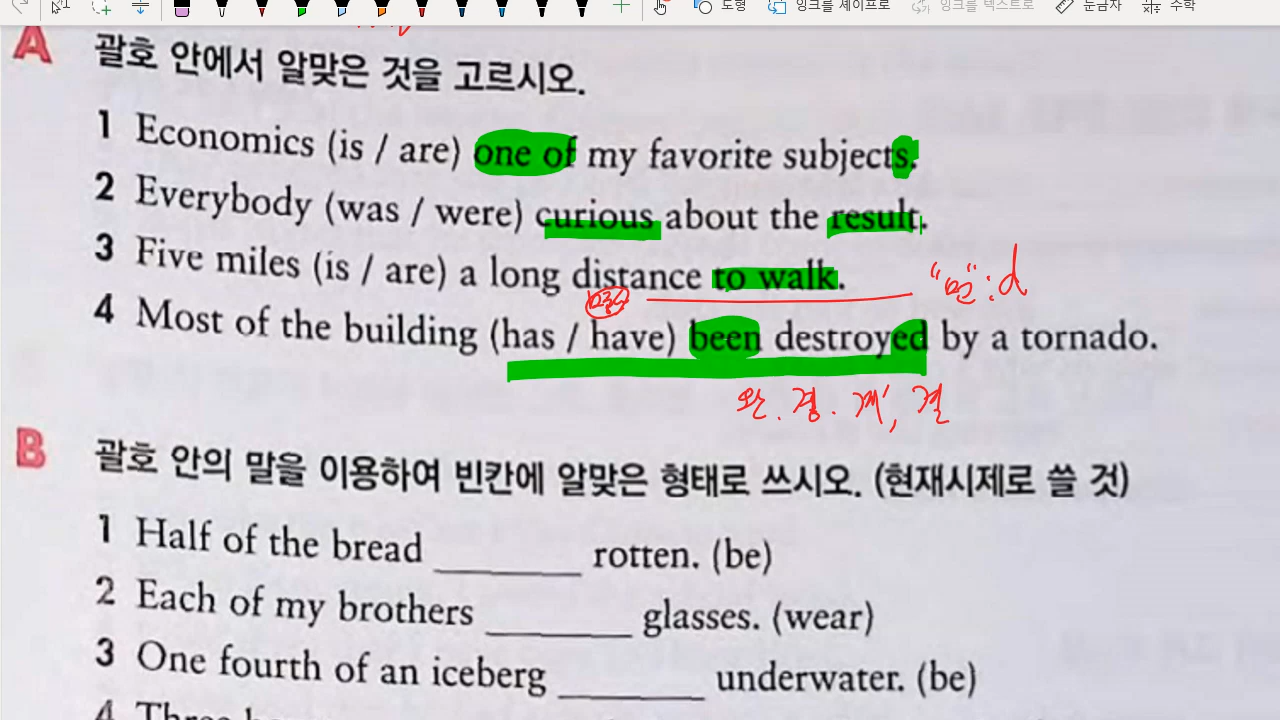 도형 잉크를 셰이프로 잉크를 텍스트로 눈금자 수학
A 괄호 안에서 알맞은 것을 고르시오.
1 Economics (is / are) one of my favorite subjects.
2 Everybody (was / were) curious about the result.
3 Five miles (is / are) a long distance to walk.
4 Most of the building (has / have) been destroyed by a tornado.
완. 경. 계, 결
B 괄호 안의 말을 이용하여 빈칸에 알맞은 형태로 쓰시오. (현재시제로 쓸 것)
1 Half of the bread ________ rotten. (be)
2 Each of my brothers ________ glasses. (wear)
3 One fourth of an iceberg ________ underwater. (be)
4 Three